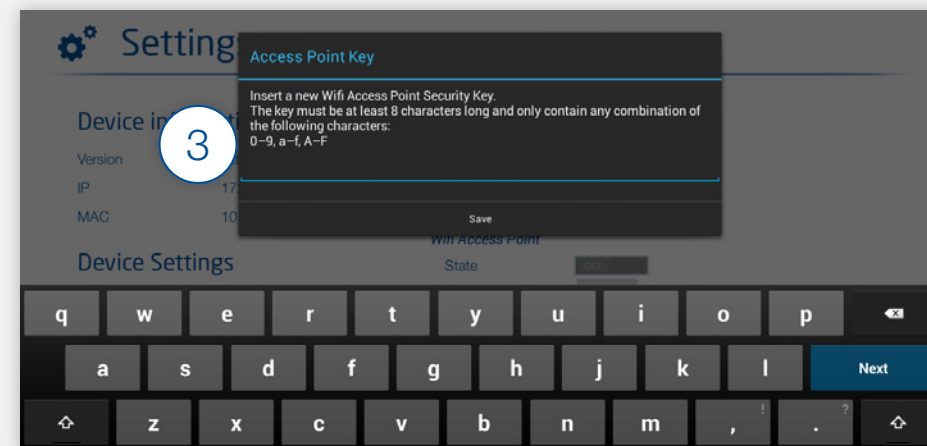 Settings
Access Point Key
Insert a new Wifi Access Point Security Key.
The key must be at least 8 characters long and only contain any combination of
the following characters:
0–9, a–f, A–F
3
Version
IP
17
MAC
10
Save
Wifi Access Point
Device Settings
State
OFF
q w e r t y u i o p
a s d f g h j k l Next
z x c v b n m , ! . ?